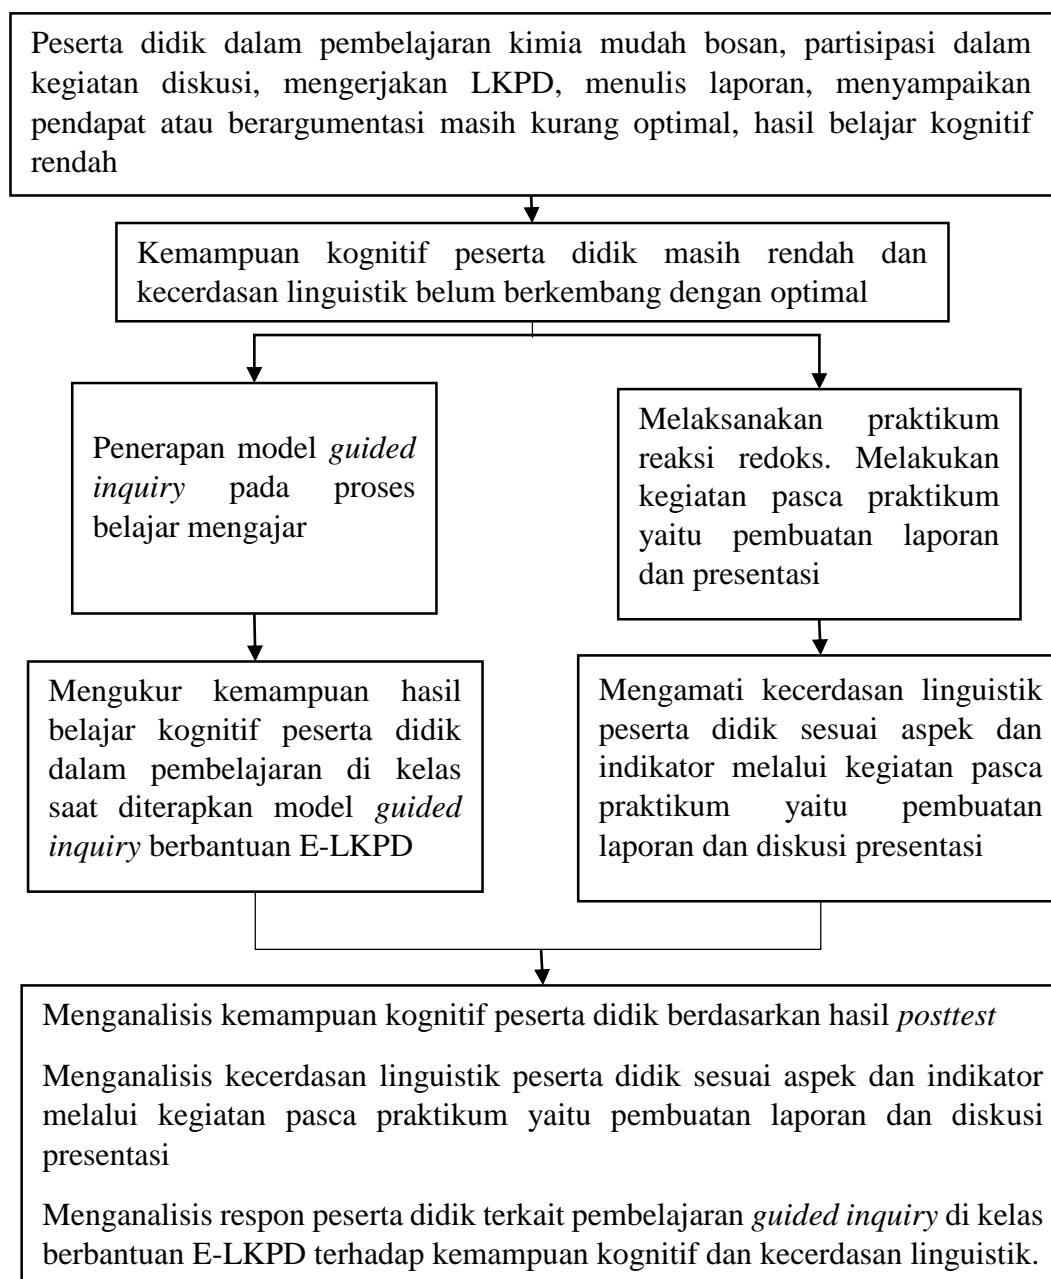 Peserta didik dalam pembelajaran kimia mudah bosan, partisipasi dalam
kegiatan diskusi, mengerjakan LKPD, menulis laporan, menyampaikan
pendapat atau berargumentasi masih kurang optimal, hasil belajar kognitif
rendah
Kemampuan kognitif peserta didik masih rendah dan
kecerdasan linguistik belum berkembang dengan optimal
Penerapan model guided
inquiry pada proses
belajar mengajar
Melaksanakan praktikum
reaksi redoks. Melakukan
kegiatan pasca praktikum
yaitu pembuatan laporan
dan presentasi
Mengukur kemampuan hasil
belajar kognitif peserta didik
dalam pembelajaran di kelas
saat diterapkan model guided
inquiry berbantuan E-LKPD
Mengamati kecerdasan linguistik
peserta didik sesuai aspek dan
indikator melalui kegiatan pasca
praktikum yaitu pembuatan
laporan dan diskusi presentasi
Menganalisis kemampuan kognitif peserta didik berdasarkan hasil posttest
Menganalisis kecerdasan linguistik peserta didik sesuai aspek dan indikator
melalui kegiatan pasca praktikum yaitu pembuatan laporan dan diskusi
presentasi
Menganalisis respon peserta didik terkait pembelajaran guided inquiry di kelas
berbantuan E-LKPD terhadap kemampuan kognitif dan kecerdasan linguistik.